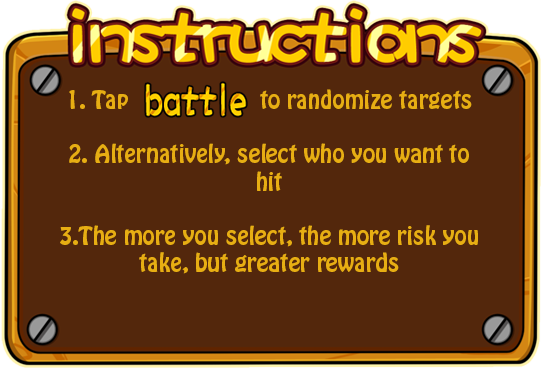 instructions
1. Tap battle to randomize targets
2. Alternatively, select who you want to
hit
3.The more you select, the more risk you
take, but greater rewards